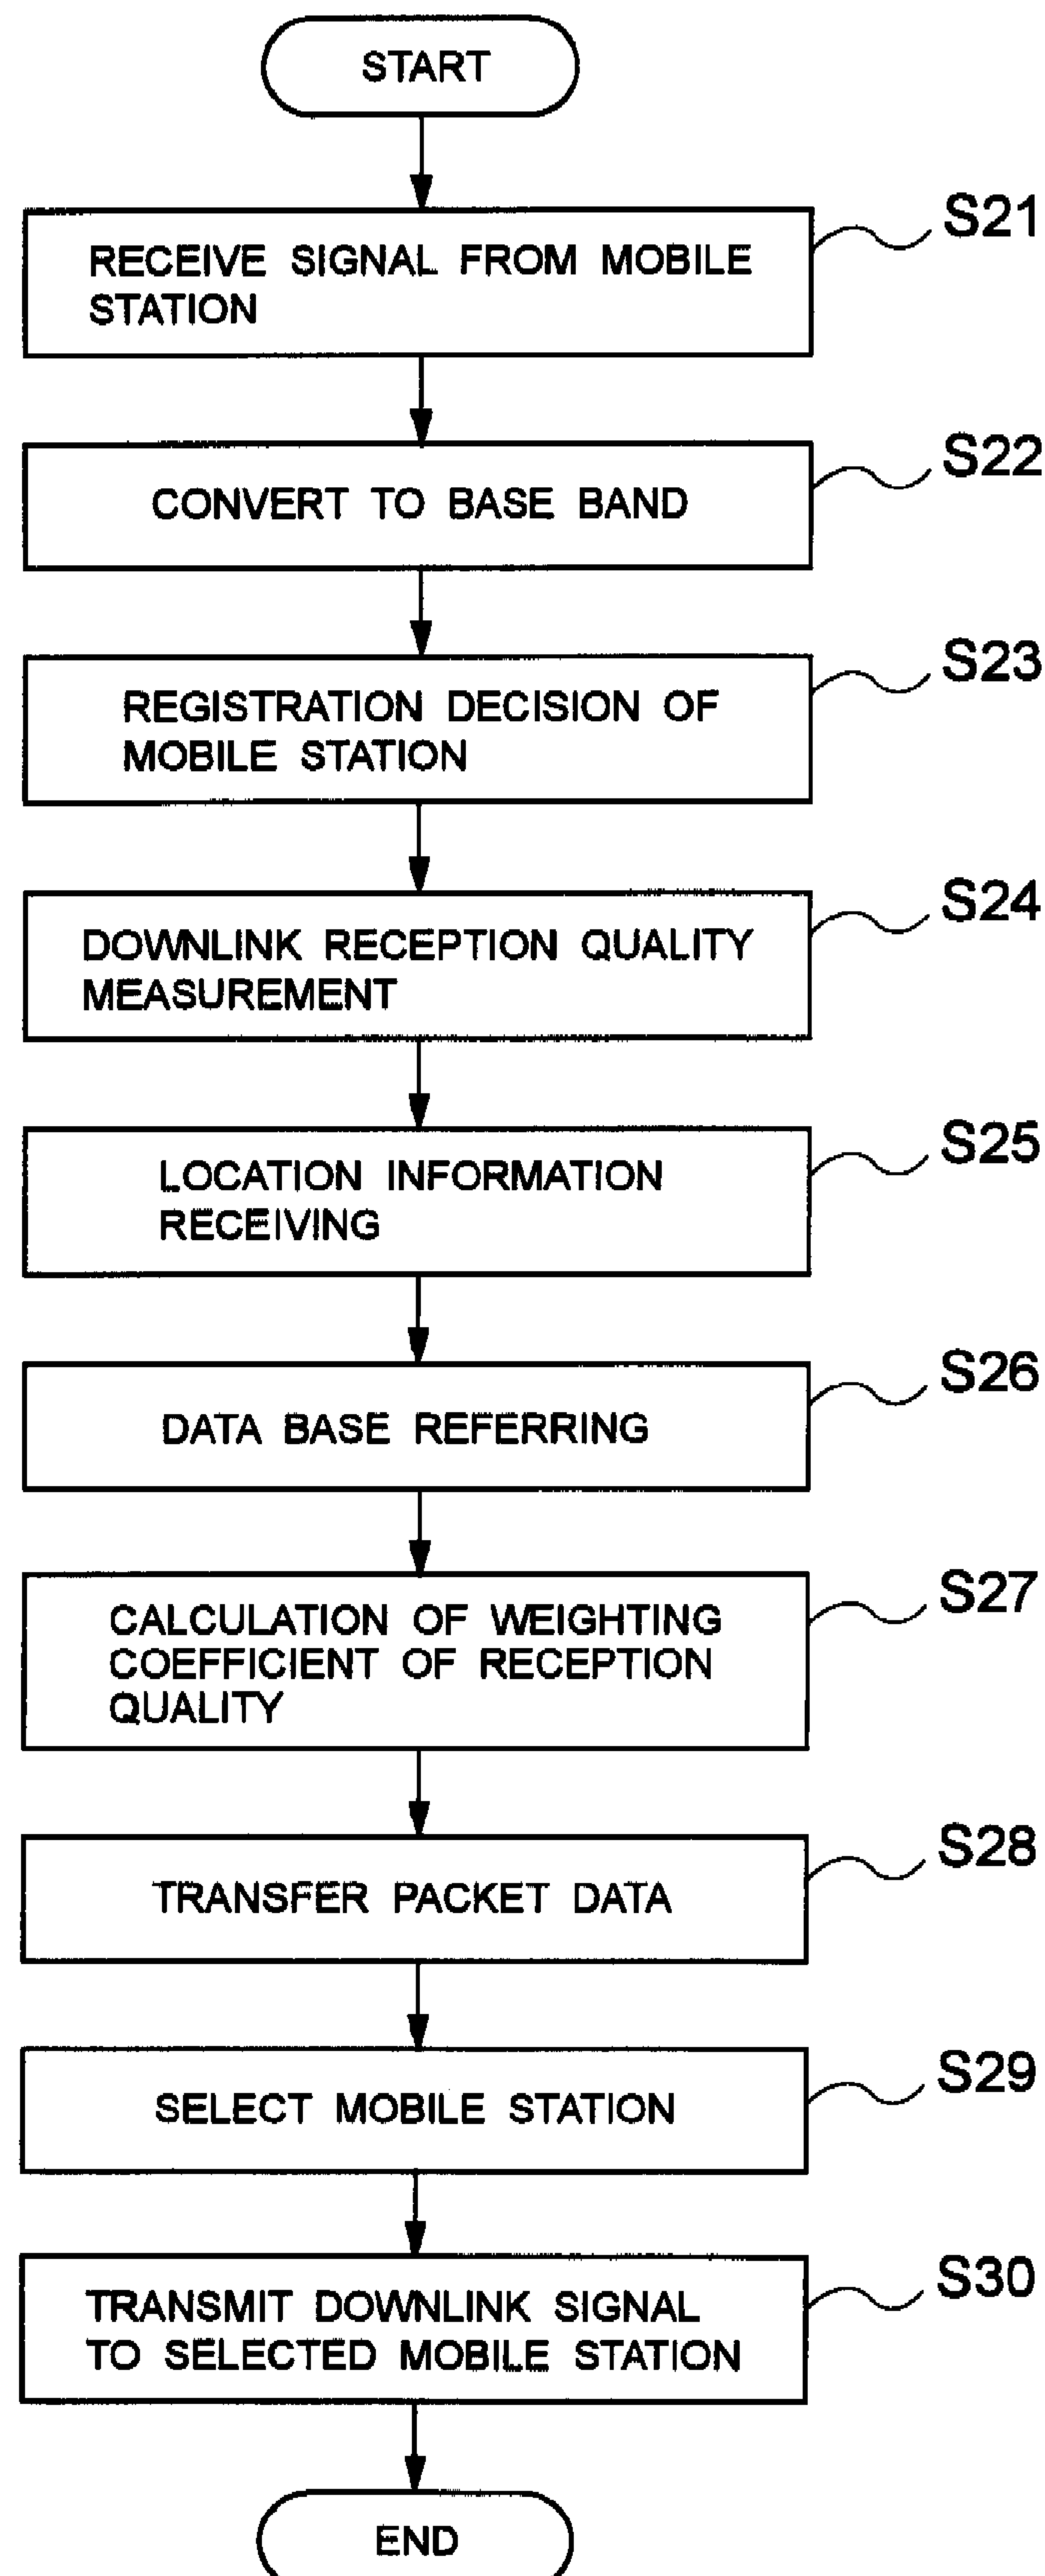 START
S21
RECEIVE SIGNAL FROM MOBILE
STATION
S22
CONVERT TO BASE BAND
S23
REGISTRATION DECISION OF
MOBILE STATION
S24
DOWNLINK RECEPTION QUALITY
MEASUREMENT
S25
LOCATION INFORMATION
RECEIVING
S26
DATA BASE REFERRING
S27
CALCULATION OF WEIGHTING
COEFFICIENT OF RECEPTION
QUALITY
S28
TRANSFER PACKET DATA
S29
SELECT MOBILE STATION
S30
TRANSMIT DOWNLINK SIGNAL
TO SELECTED MOBILE STATION
END